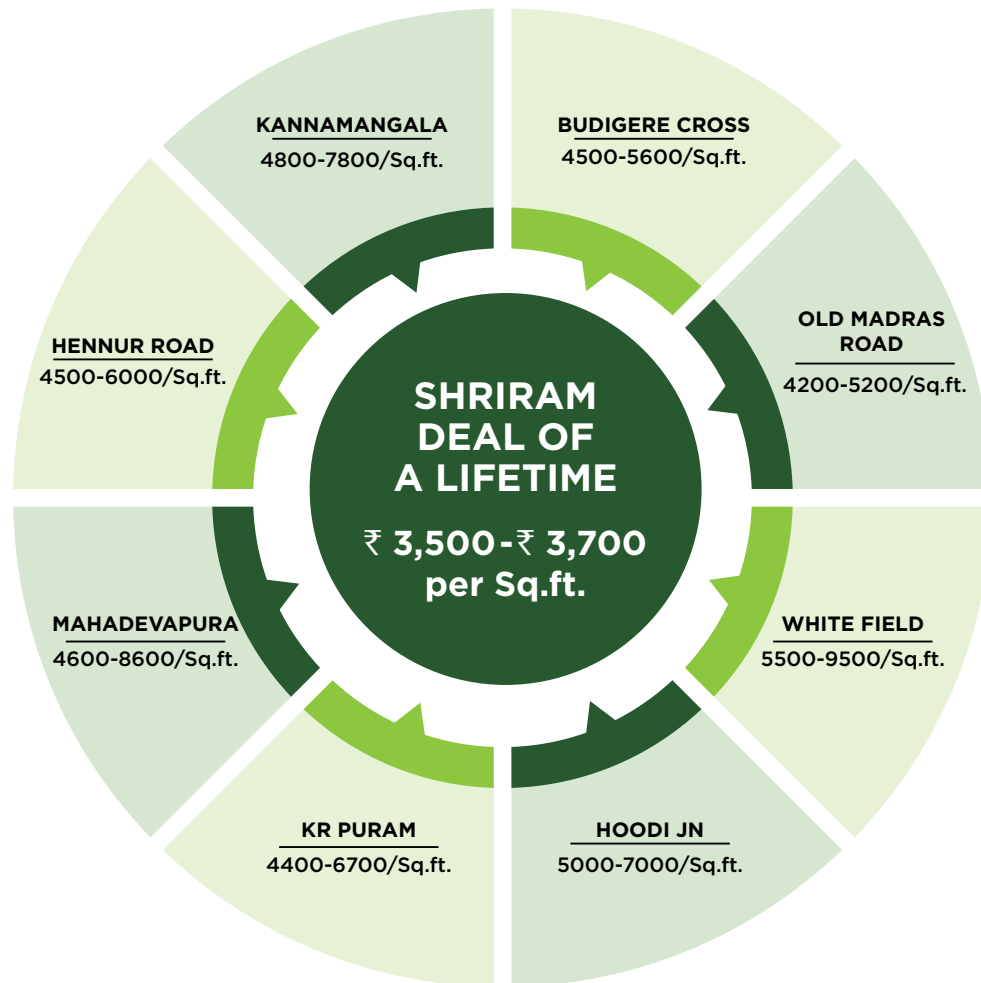 KANNAMANGALA
4800-7800/Sq.ft.
BUDIGERE CROSS
4500-5600/Sq.ft.
HENNUR ROAD
4500-6000/Sq.ft.
OLD MADRAS
ROAD
4200-5200/Sq.ft.
SHRIRAM
DEAL OF
A LIFETIME
₹ 3,500-₹ 3,700
per Sq.ft.
MAHADEVAPURA
4600-8600/Sq.ft.
WHITE FIELD
5500-9500/Sq.ft.
KR PURAM
4400-6700/Sq.ft.
HOODI JN
5000-7000/Sq.ft.